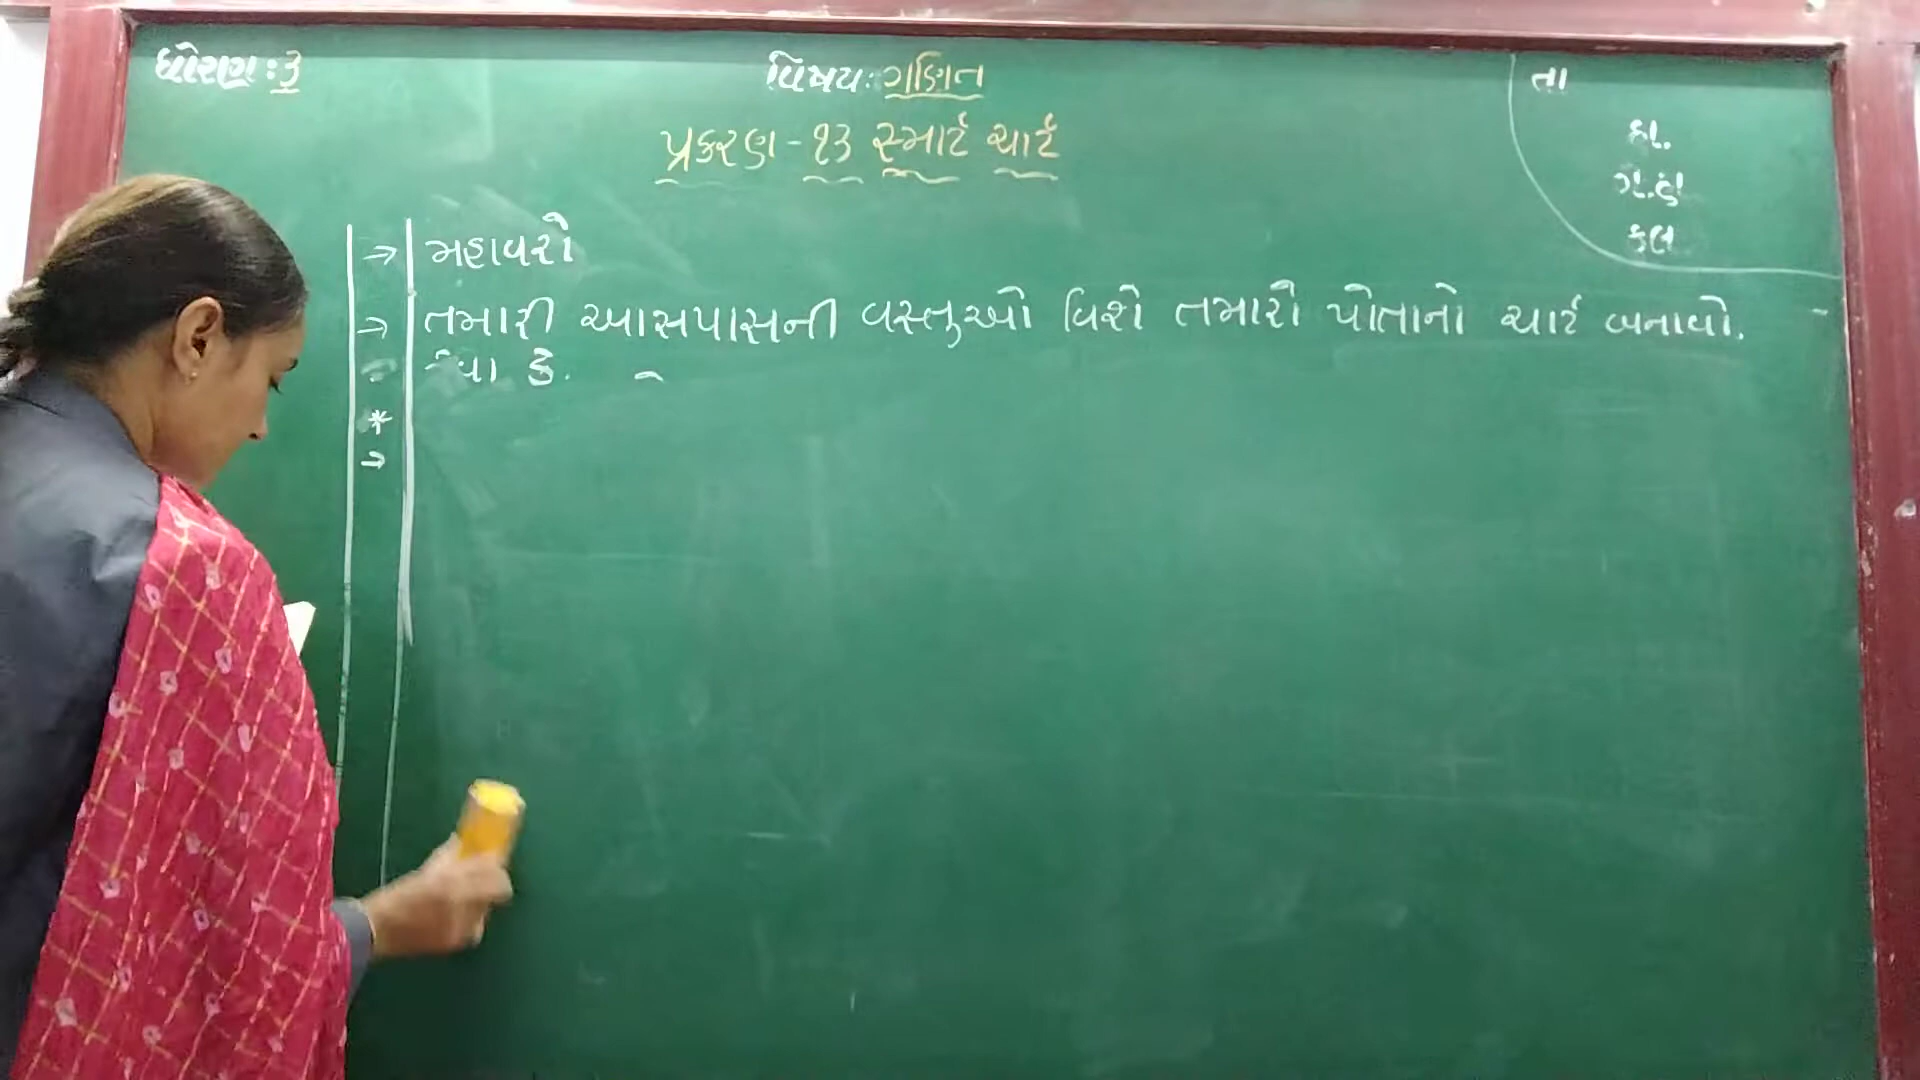 ધોરણ : ૩
વિષય : ગણિત
પ્રકરણ - ૧૩ સ્માર્ટ ચાર્ટ
તા
હા.
ગે.હા
કુલ
→ મહાવરો
→ તમારી આસપાસની વસ્તુઓ વિશે તમારો પોતાનો ચાર્ટ બનાવો.
કે.
*
→